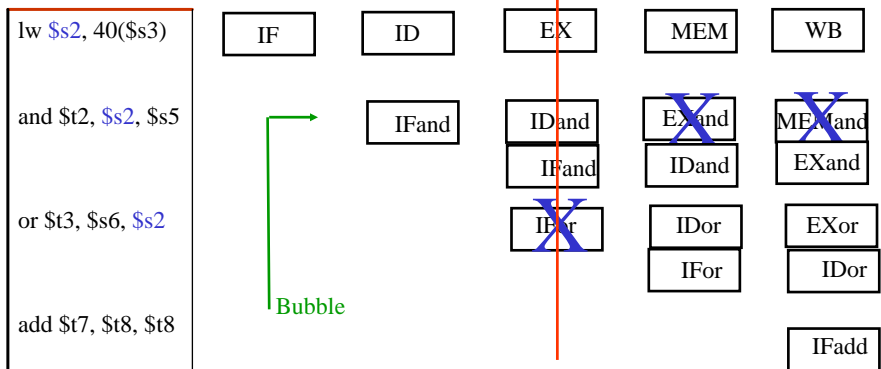 lw $s2, 40($s3)
IF
ID
EX
MEM
WB
and $t2, $s2, $s5
IFand
IDand
EXand
X
MEMand
X
IFand
IDand
EXand
or $t3, $s6, $s2
IFor
X
IDor
EXor
IFor
IDor
Bubble
add $t7, $t8, $t8
IFadd